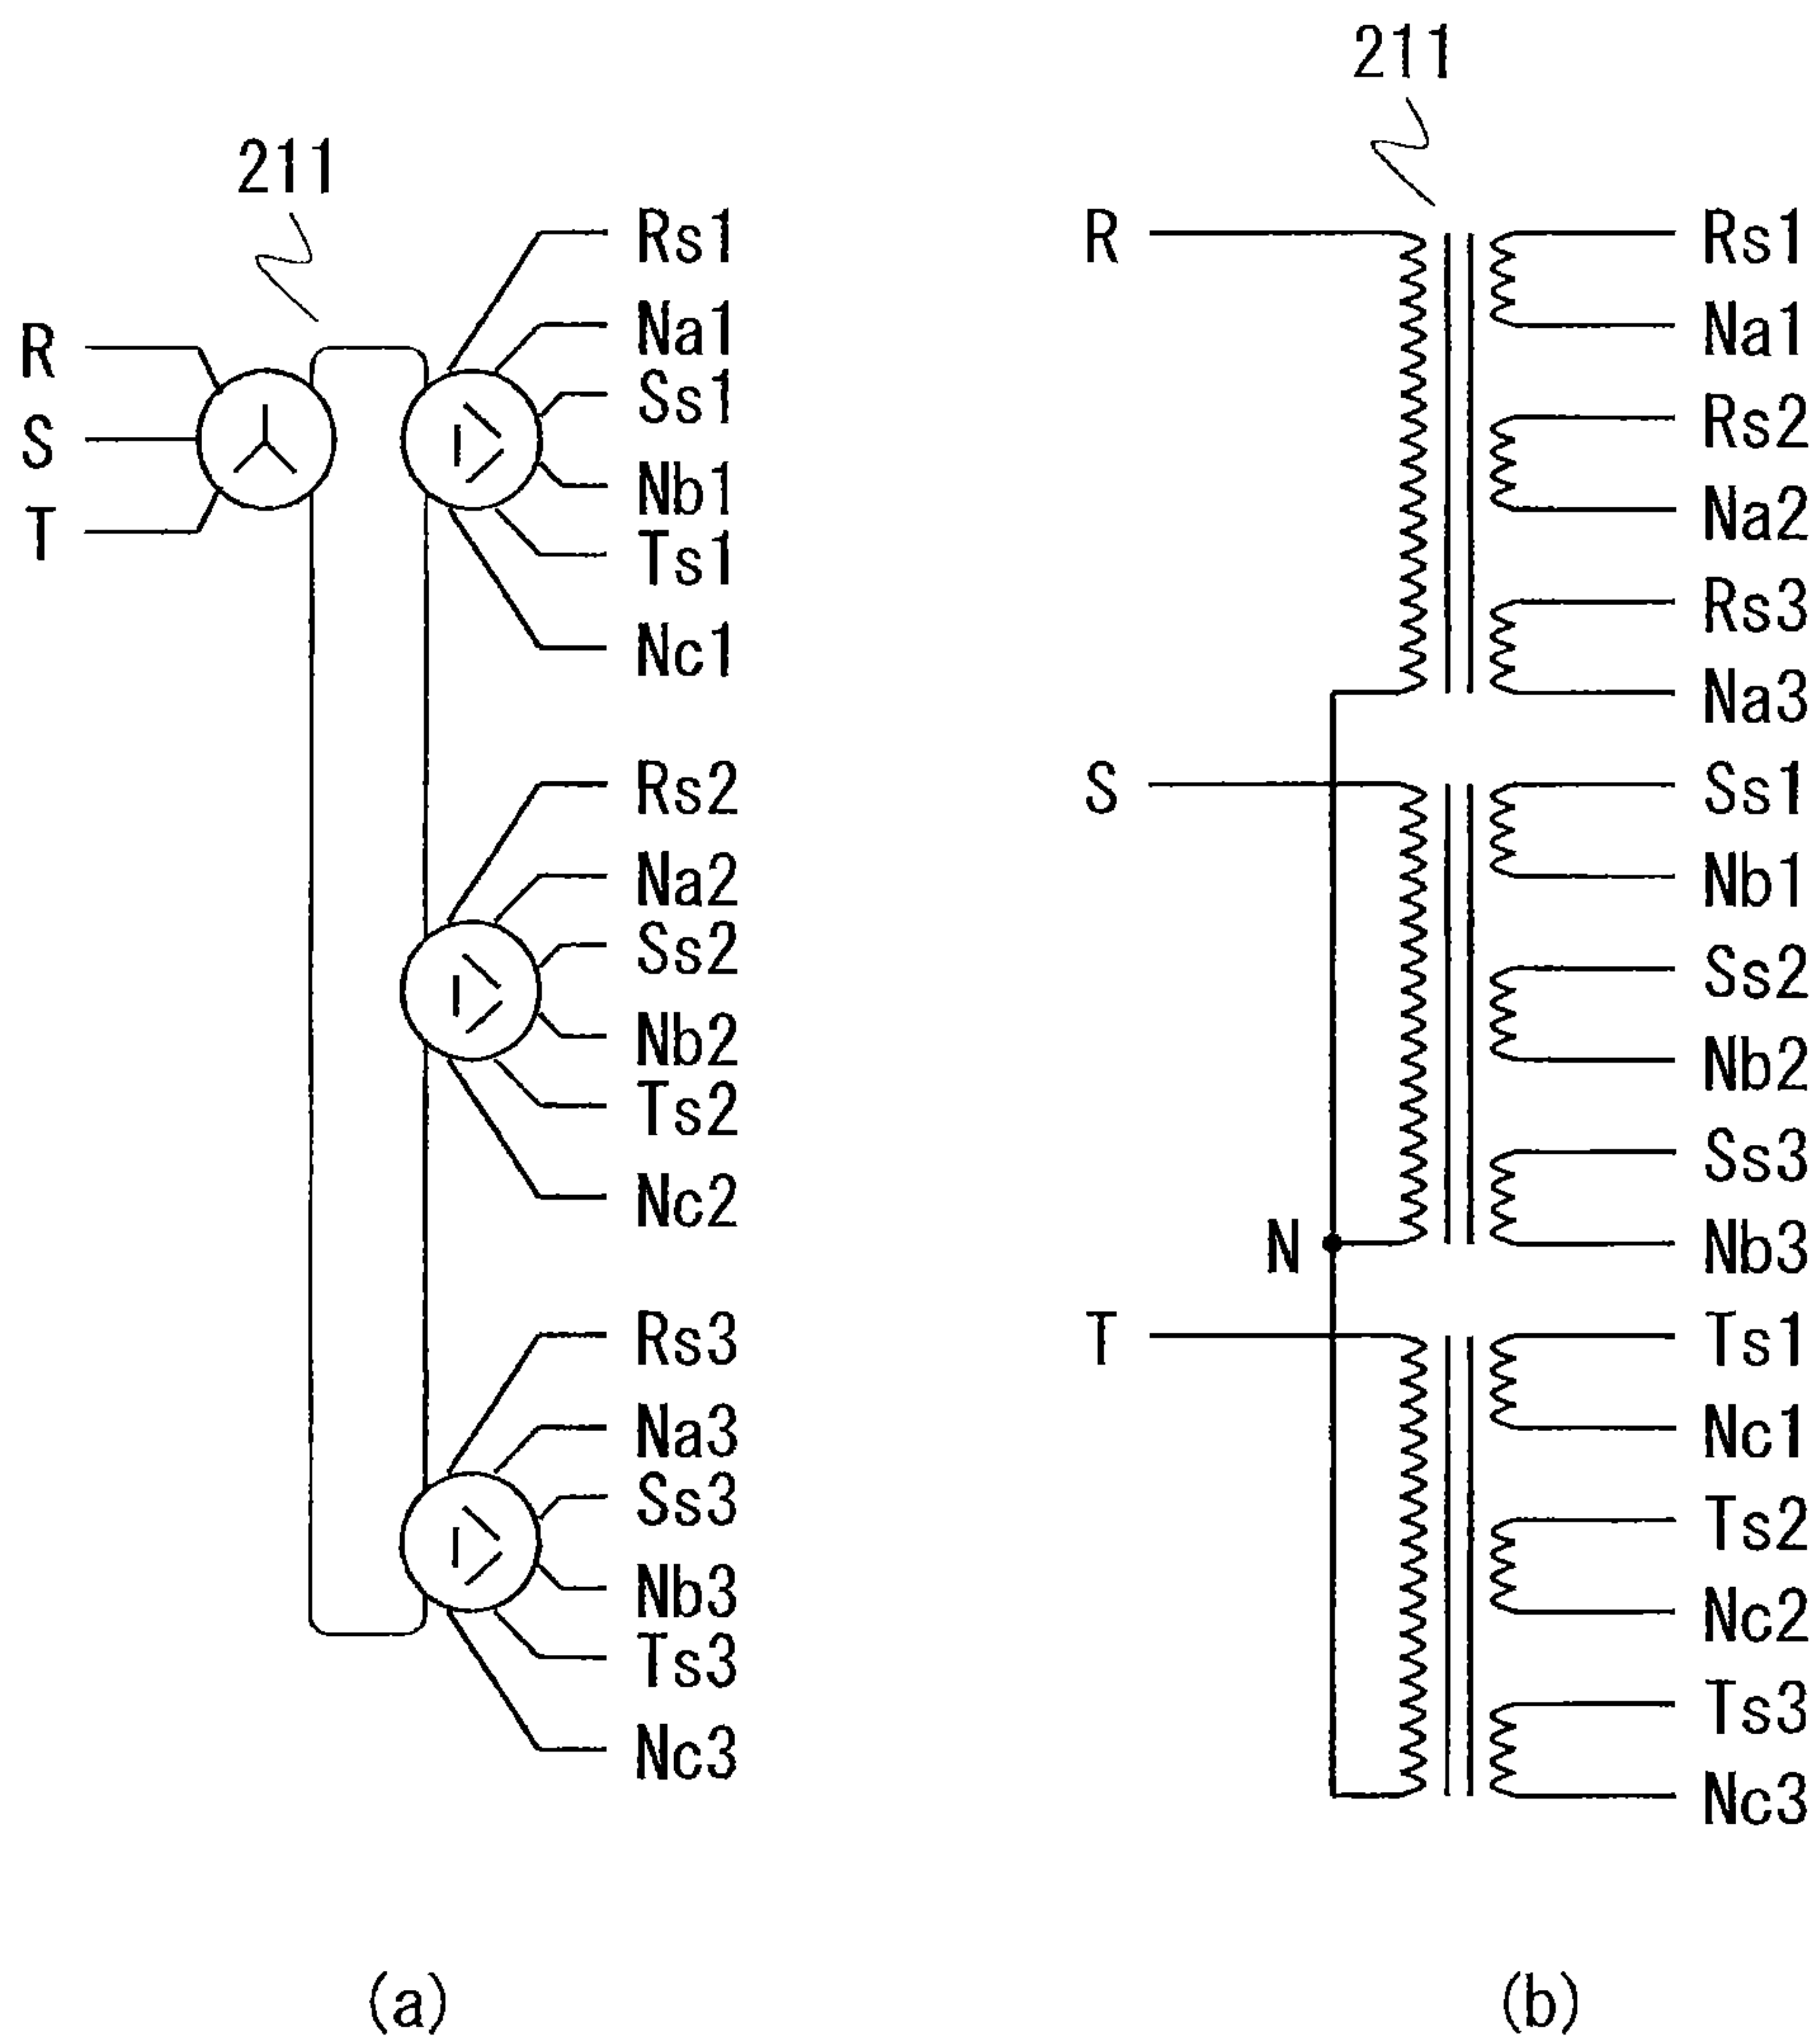 211
R
S
T
Rs1
Na1
Ss1
Nb1
Ts1
Nc1
Rs2
Na2
Ss2
Nb2
Ts2
Nc2
Rs3
Na3
Ss3
Nb3
Ts3
Nc3
(a)
211
R
S
N
T
Rs1
Na1
Rs2
Na2
Rs3
Na3
Ss1
Nb1
Ss2
Nb2
Ss3
Nb3
Ts1
Nc1
Ts2
Nc2
Ts3
Nc3
(b)